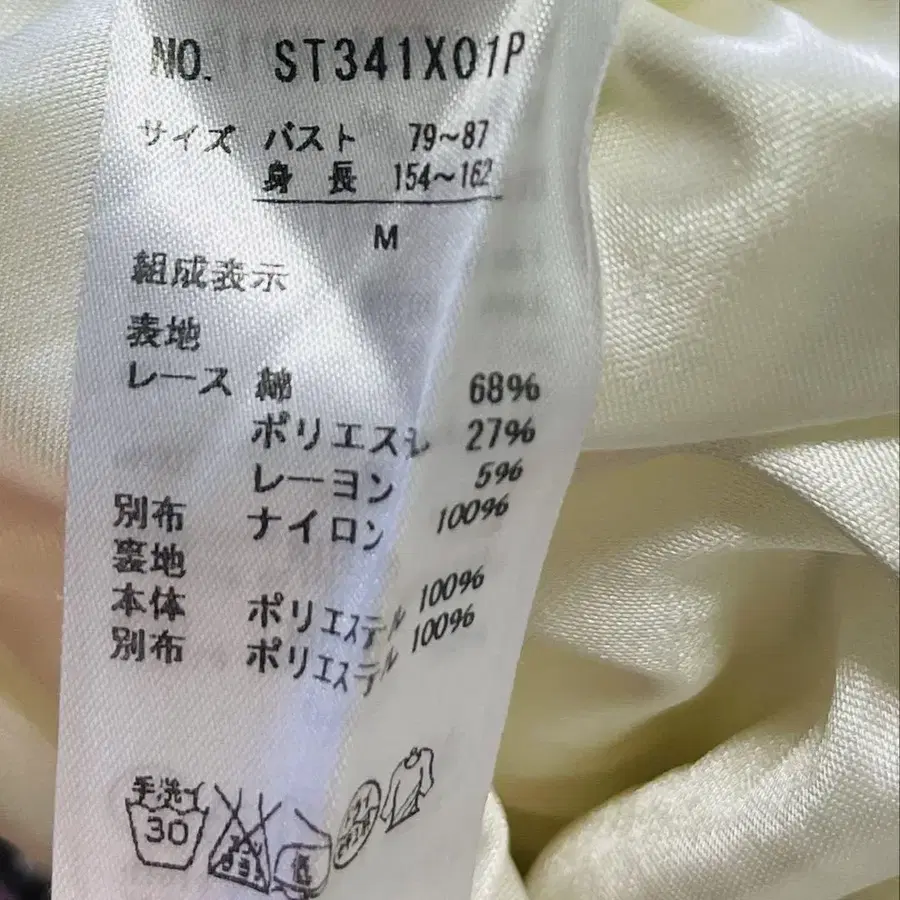 NO. ST341X01P
サイズ バスト 79~87
身長 154~162
M
組成表示
表地
レース 綿 68%
ポリエステル 27%
レーヨン 5%
別布 ナイロン 100%
裏地
本体 ポリエステル 100%
別布 ポリエステル 100%
手洗イ
30
低